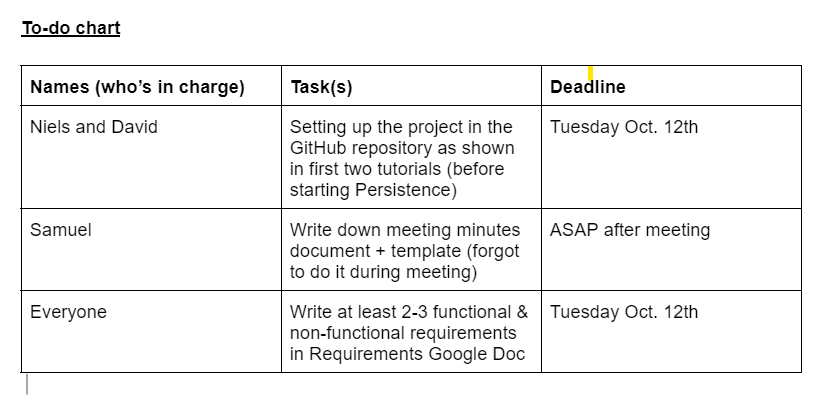 To-do chart
Names (who's in charge)
Task(s)
Deadline
Niels and David
Setting up the project in the
GitHub repository as shown
in first two tutorials (before
starting Persistence)
Tuesday Oct. 12th
Samuel
Write down meeting minutes
document + template (forgot
to do it during meeting)
ASAP after meeting
Everyone
Write at least 2-3 functional &
non-functional requirements
in Requirements Google Doc
Tuesday Oct. 12th